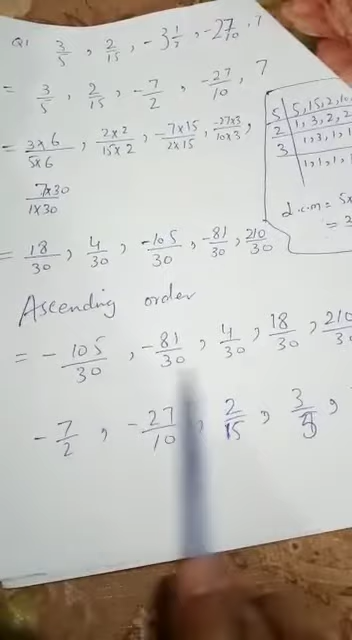 Q1 3/5, 2/15, -3 1/2, -27/10, 7
= 3/5, 2/15, -7/2, -27/10, 7
= 3x6/5x6, 2x2/15x2, -7x15/2x15, -27x3/10x3,
7x30/1x30
5 | 5, 15, 2, 10
2 | 1, 3, 2, 2
3 | 1, 3, 1, 1
1, 1, 1, 1
L.c.m = 5x
= 3
= 18/30, 4/30, -105/30, -81/30, 210/30
Ascending order
= -105/30, -81/30, 4/30, 18/30, 210/30
-7/2, -27/10, 2/15, 3/5,